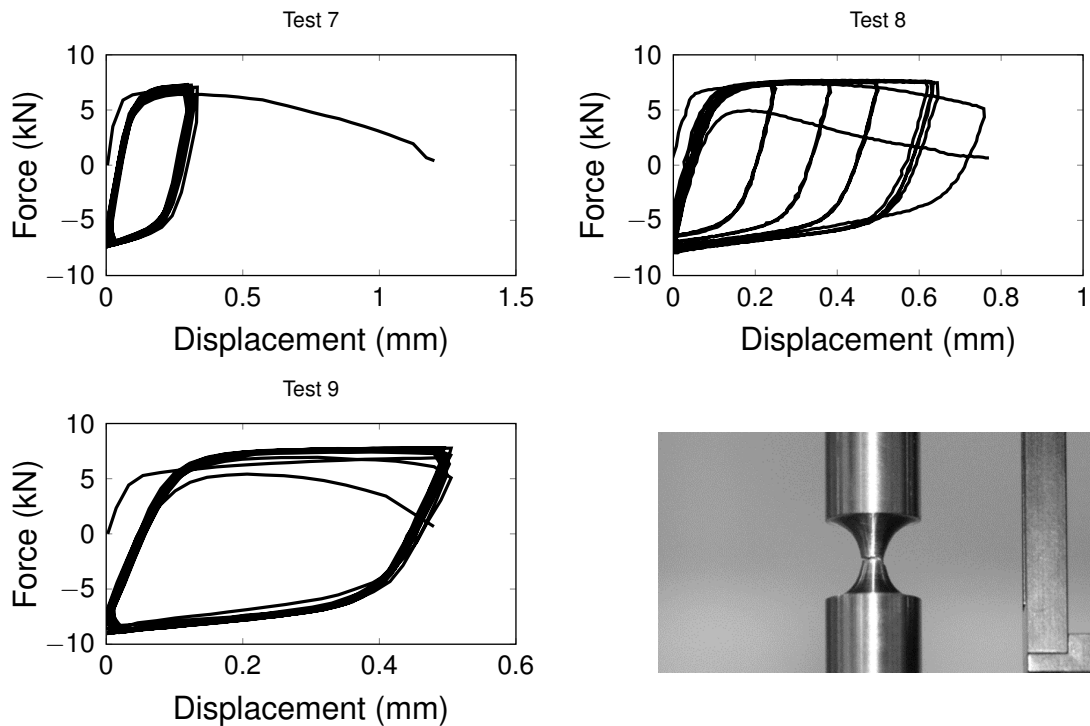 Test 7
10
5
0
−5
−10
Force (kN)
0 0.5 1 1.5
Displacement (mm)
Test 8
10
5
0
−5
−10
Force (kN)
0 0.2 0.4 0.6 0.8 1
Displacement (mm)
Test 9
10
5
0
−5
−10
Force (kN)
0 0.2 0.4 0.6
Displacement (mm)